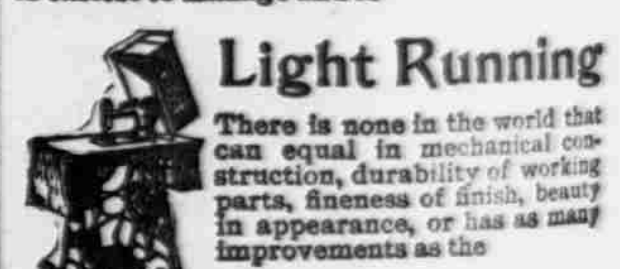 Light Running
There is none in the world that
can equal in mechanical con-
struction, durability of working
parts, fineness of finish, beauty
in appearance, or has as many
improvements as the